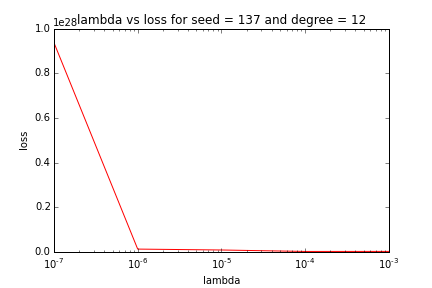 lambda vs loss for seed = 137 and degree = 12
1e28
1.0
0.8
0.6
0.4
0.2
0.0
loss
10^-7 10^-6 10^-5 10^-4 10^-3
lambda